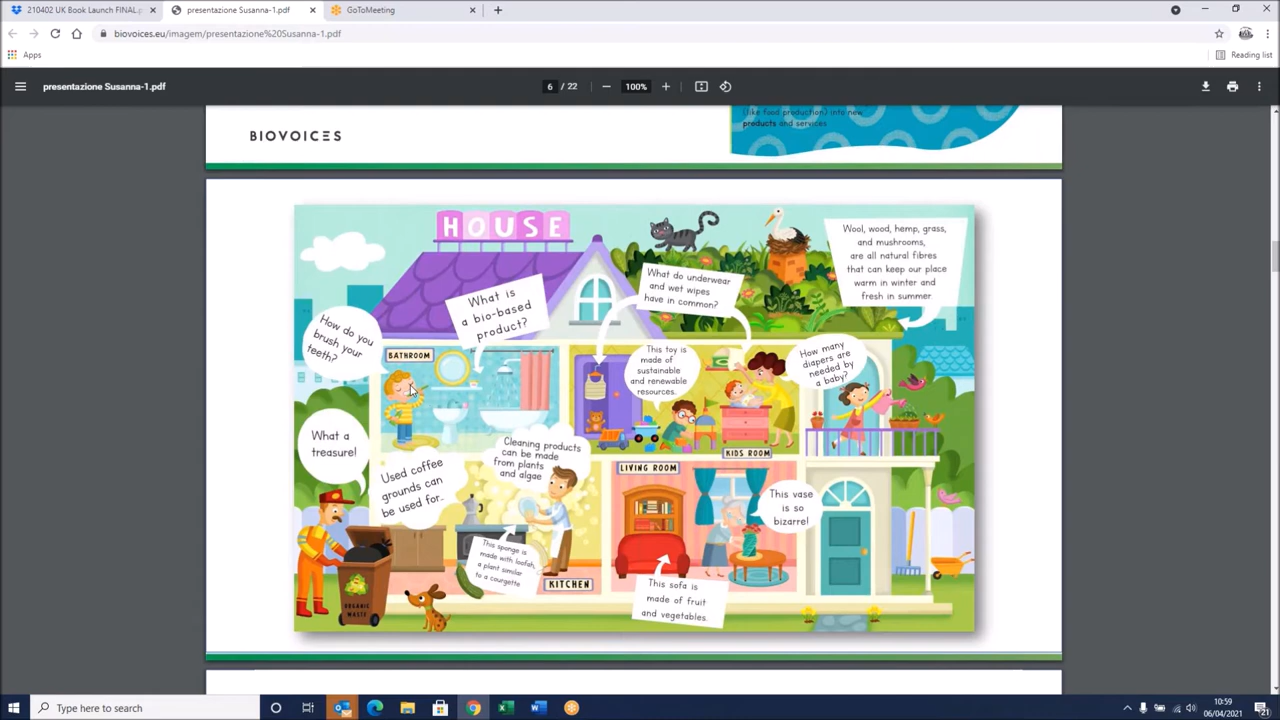 210402 UK Book Launch FINAL.p
presentazione Susanna-1.pdf
GoToMeeting
biovoices.eu/imagem/presentazione%20Susanna-1.pdf
Apps
Reading list
presentazione Susanna-1.pdf
6 / 22
100%
BIOVOICES
(like food production) into new
products and services
HOUSE
Wool, wood, hemp, grass,
and mushrooms,
are all natural fibres
that can keep our place
warm in winter and
fresh in summer.
What do underwear
and wet wipes
have in common?
What is
a bio-based
product?
How do you
brush your
teeth?
BATHROOM
This toy is
made of
sustainable
and renewable
resources.
How many
diapers are
needed by
a baby?
What a
treasure!
Cleaning products
can be made
from plants
and algae
KIDS ROOM
LIVING ROOM
Used coffee
grounds can
be used for...
This vase
is so
bizarre!
This sponge is
made with loofah,
a plant similar
to a courgette
KITCHEN
This sofa is
made of fruit
and vegetables.
ORGANIC
WASTE
Type here to search
10:59
06/04/2021
21